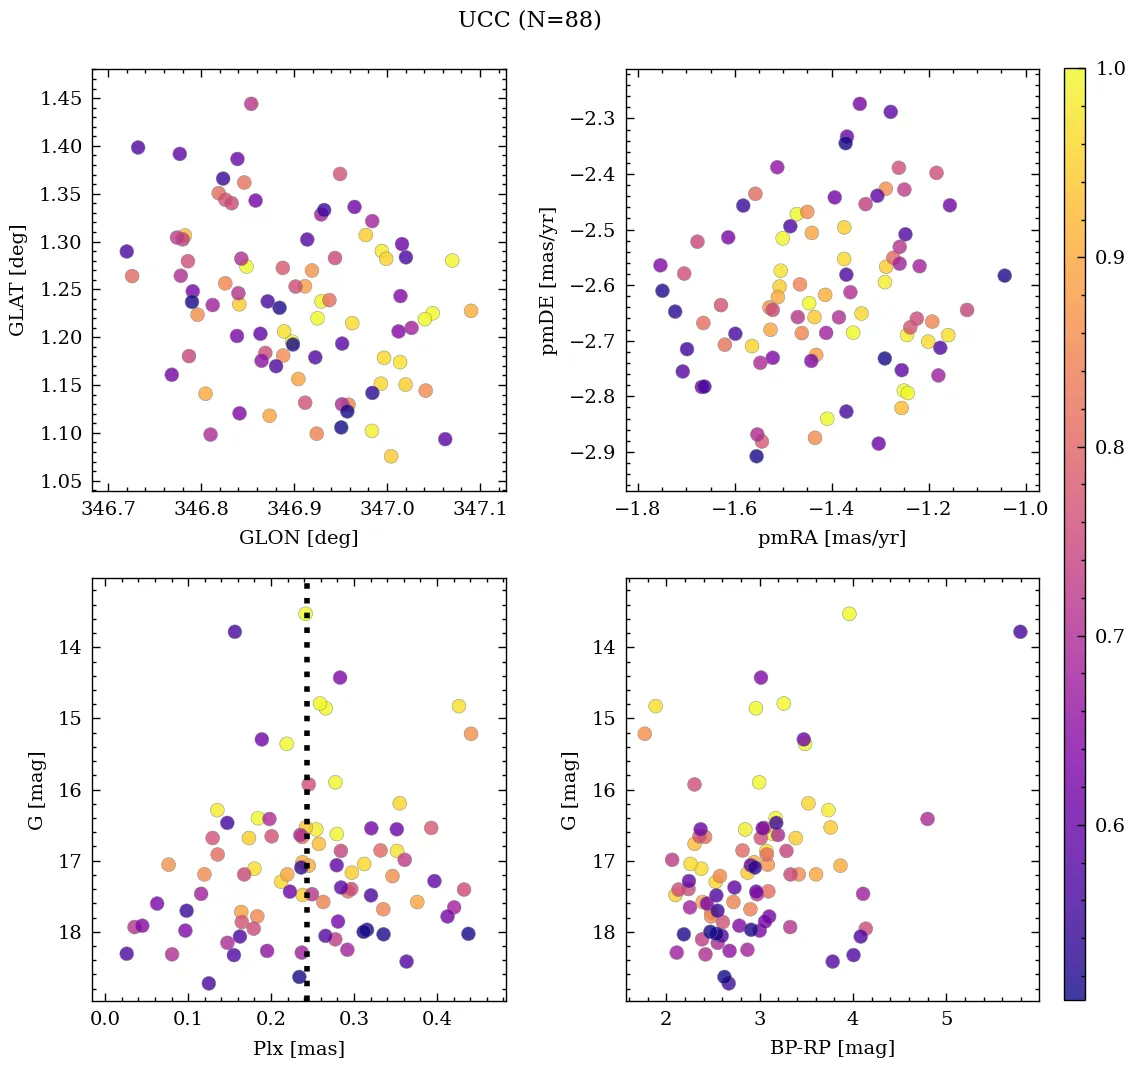 UCC (N=88)
1.45
1.40
1.35
1.30
1.25
1.20
1.15
1.10
1.05
GLAT [deg]
346.7 346.8 346.9 347.0 347.1
GLON [deg]
−2.3
−2.4
−2.5
−2.6
−2.7
−2.8
−2.9
pmDE [mas/yr]
−1.8 −1.6 −1.4 −1.2 −1.0
pmRA [mas/yr]
14
15
16
17
18
G [mag]
0.0 0.1 0.2 0.3 0.4
Plx [mas]
14
15
16
17
18
G [mag]
2 3 4 5
BP-RP [mag]
1.0
0.9
0.8
0.7
0.6